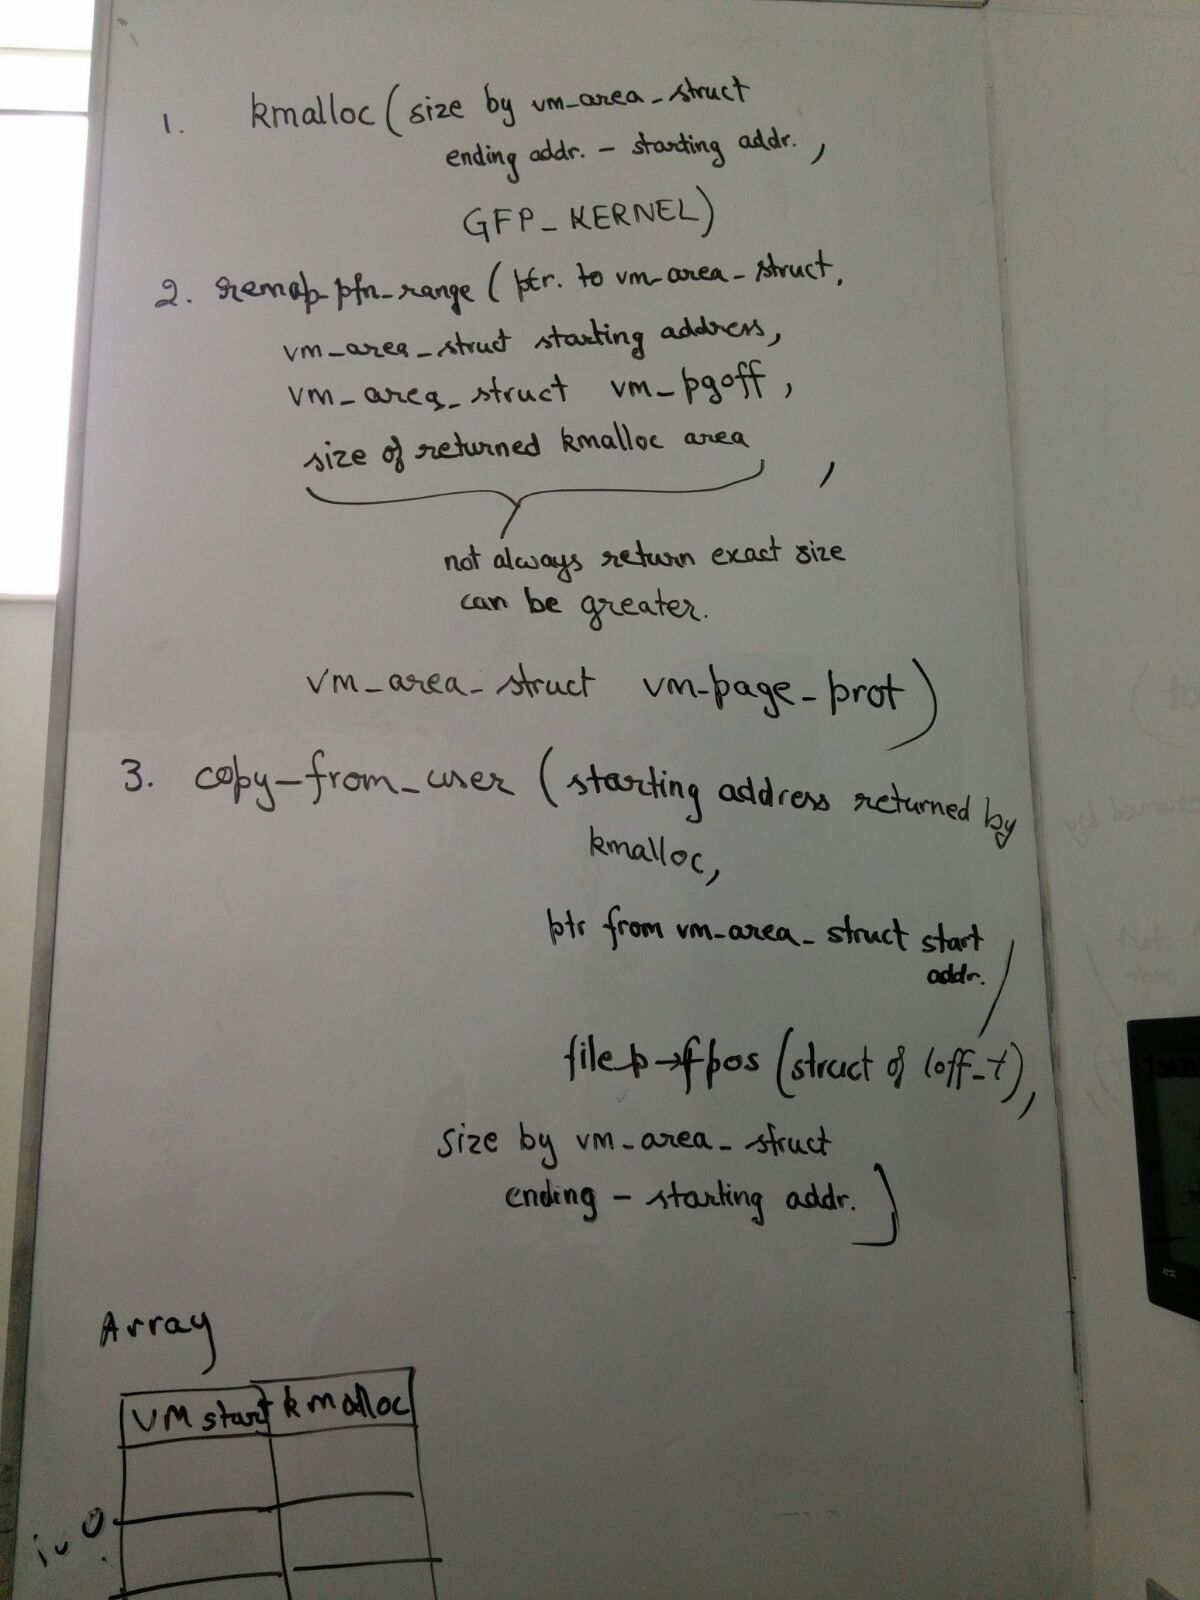 1. kmalloc (size by vm_area_struct
ending addr. - starting addr. ,
GFP_KERNEL)
2. remap_pfn_range (ptr. to vm_area_struct,
vm_area_struct starting address,
vm_area_struct vm_pgoff,
size of returned kmalloc area ,
not always return exact size
can be greater.
vm_area_struct vm_page_prot)
3. copy_from_user (starting address returned by
kmalloc,
ptr from vm_area_struct start
addr. ,
filep→fpos (struct of loff_t),
size by vm_area_struct
ending - starting addr.)
Array
VM start kmalloc
0